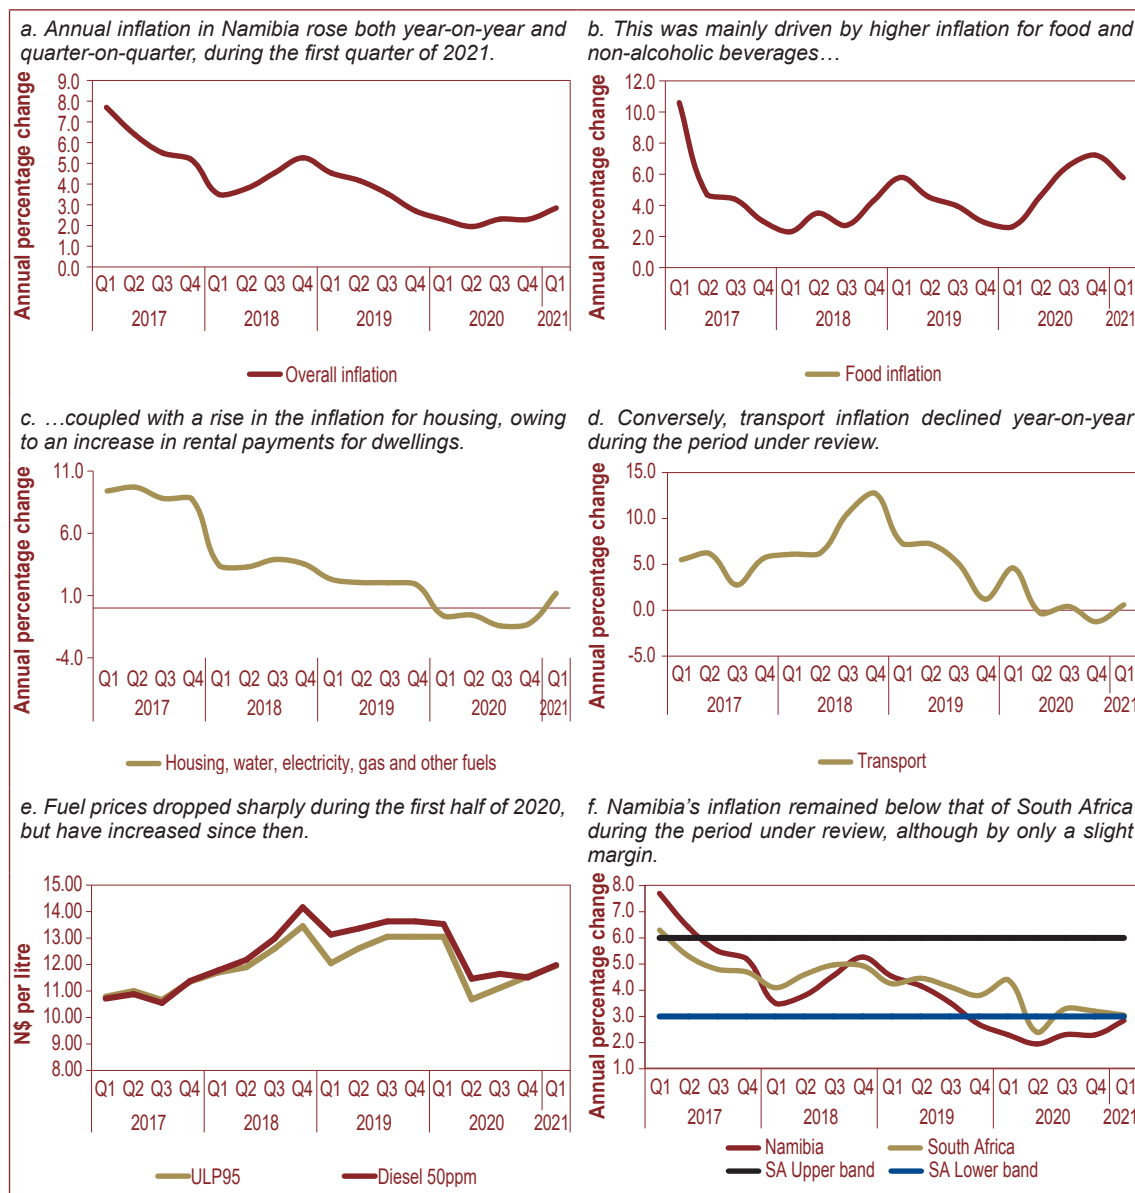 a. Annual inflation in Namibia rose both year-on-year and
quarter-on-quarter, during the first quarter of 2021.
Annual percentage change
9.0
8.0
7.0
6.0
5.0
4.0
3.0
2.0
1.0
0.0
Q1 Q2 Q3 Q4 Q1 Q2 Q3 Q4 Q1 Q2 Q3 Q4 Q1 Q2 Q3 Q4 Q1
2017 2018 2019 2020 2021
Overall inflation
b. This was mainly driven by higher inflation for food and
non-alcoholic beverages…
Annual percentage change
12.0
10.0
8.0
6.0
4.0
2.0
0.0
Q1 Q2 Q3 Q4 Q1 Q2 Q3 Q4 Q1 Q2 Q3 Q4 Q1 Q2 Q3 Q4 Q1
2017 2018 2019 2020 2021
Food inflation
c. …coupled with a rise in the inflation for housing, owing
to an increase in rental payments for dwellings.
Annual percentage change
11.0
6.0
1.0
-4.0
Q1 Q2 Q3 Q4 Q1 Q2 Q3 Q4 Q1 Q2 Q3 Q4 Q1 Q2 Q3 Q4 Q1
2017 2018 2019 2020 2021
Housing, water, electricity, gas and other fuels
d. Conversely, transport inflation declined year-on-year
during the period under review.
Annual percentage change
15.0
10.0
5.0
0.0
-5.0
Q1 Q2 Q3 Q4 Q1 Q2 Q3 Q4 Q1 Q2 Q3 Q4 Q1 Q2 Q3 Q4 Q1
2017 2018 2019 2020 2021
Transport
e. Fuel prices dropped sharply during the first half of 2020,
but have increased since then.
N$ per litre
15.00
14.00
13.00
12.00
11.00
10.00
9.00
8.00
Q1 Q2 Q3 Q4 Q1 Q2 Q3 Q4 Q1 Q2 Q3 Q4 Q1 Q2 Q3 Q4 Q1
2017 2018 2019 2020 2021
ULP95 Diesel 50ppm
f. Namibia’s inflation remained below that of South Africa
during the period under review, although by only a slight
margin.
Annual percentage change
8.0
7.0
6.0
5.0
4.0
3.0
2.0
1.0
Q1 Q2 Q3 Q4 Q1 Q2 Q3 Q4 Q1 Q2 Q3 Q4 Q1 Q2 Q3 Q4 Q1
2017 2018 2019 2020 2021
Namibia South Africa
SA Upper band SA Lower band